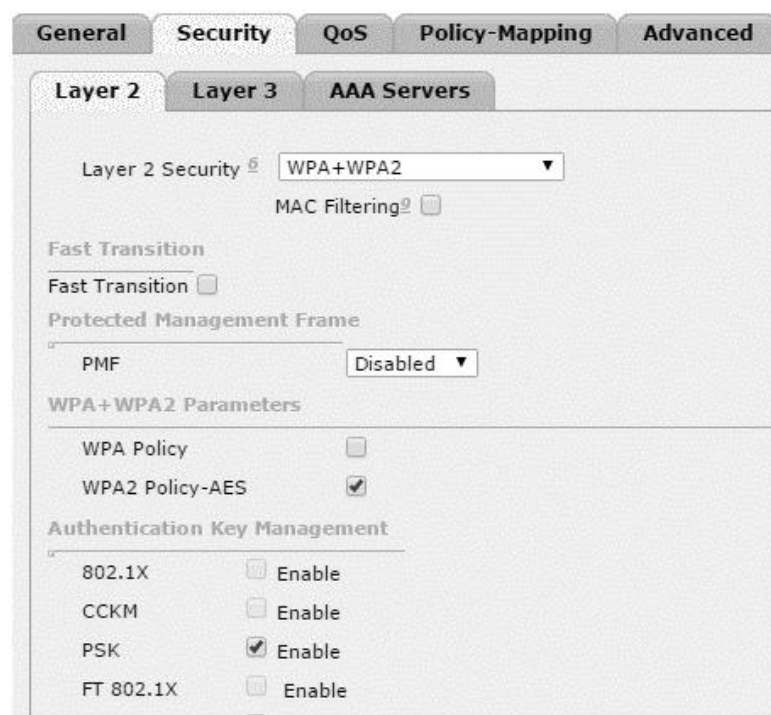 General Security QoS Policy-Mapping Advanced
Layer 2 Layer 3 AAA Servers
Layer 2 Security 6 WPA+WPA2
MAC Filtering 9
Fast Transition
Fast Transition
Protected Management Frame
PMF Disabled
WPA+WPA2 Parameters
WPA Policy
WPA2 Policy-AES
Authentication Key Management
802.1X Enable
CCKM Enable
PSK Enable
FT 802.1X Enable